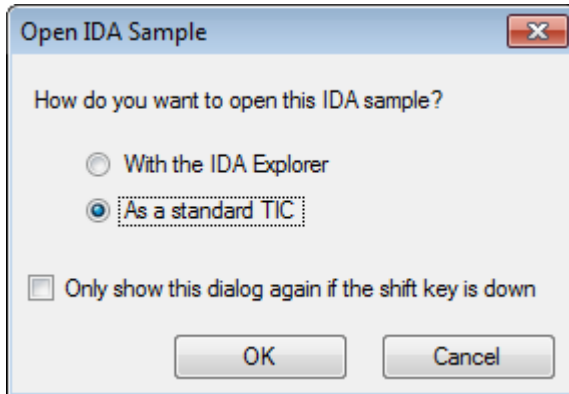 Open IDA Sample
How do you want to open this IDA sample?
With the IDA Explorer
As a standard TIC
Only show this dialog again if the shift key is down
OK
Cancel